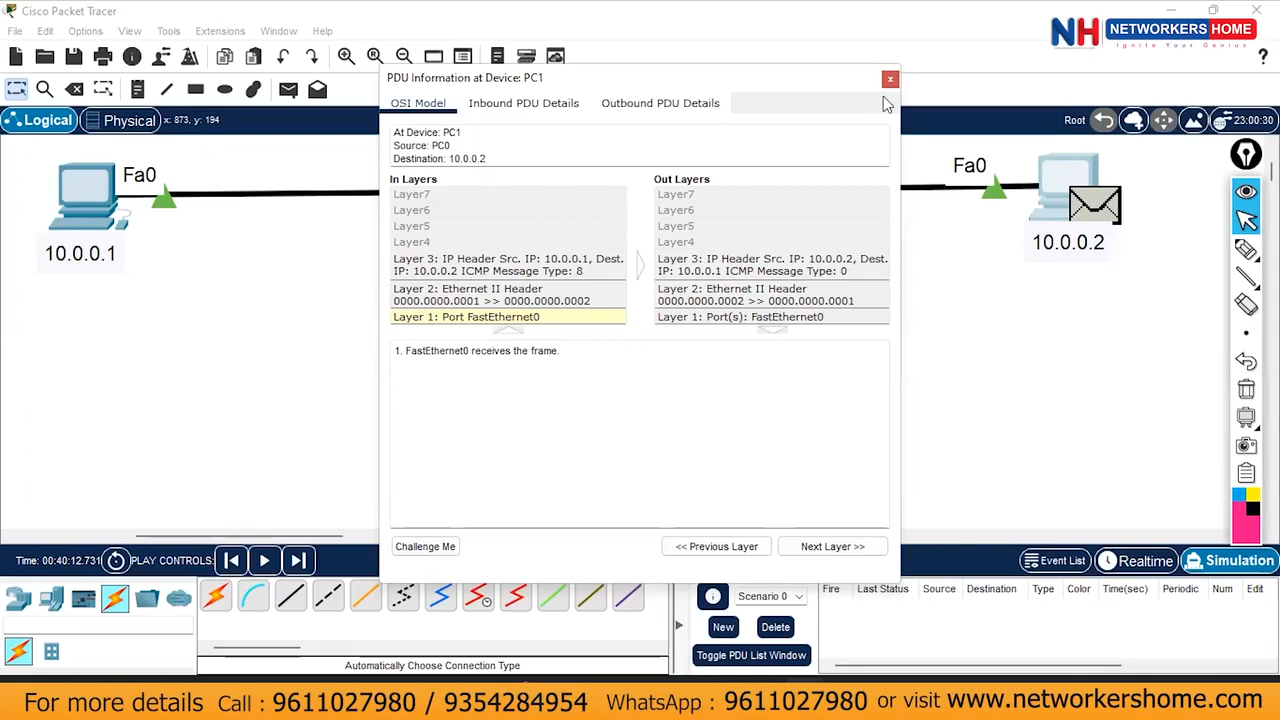 Cisco Packet Tracer
File Edit Options View Tools Extensions Window Help
NH NETWORKERS HOME
Ignite Your Genius
?
PDU Information at Device: PC1
x
OSI Model Inbound PDU Details Outbound PDU Details
Logical Physical x: 873, y: 194
Root 23:00:30
At Device: PC1
Source: PC0
Destination: 10.0.0.2
In Layers Out Layers
Layer7 Layer7
Layer6 Layer6
Layer5 Layer5
Layer4 Layer4
Layer 3: IP Header Src. IP: 10.0.0.1, Dest. Layer 3: IP Header Src. IP: 10.0.0.2, Dest.
IP: 10.0.0.2 ICMP Message Type: 8 IP: 10.0.0.1 ICMP Message Type: 0
Layer 2: Ethernet II Header Layer 2: Ethernet II Header
0000.0000.0001 >> 0000.0000.0002 0000.0000.0002 >> 0000.0000.0001
Layer 1: Port FastEthernet0 Layer 1: Port(s): FastEthernet0
Fa0 Fa0
10.0.0.1 10.0.0.2
1. FastEthernet0 receives the frame.
Challenge Me << Previous Layer Next Layer >>
Time: 00:40:12.731 PLAY CONTROLS: Event List Realtime Simulation
Scenario 0 Fire Last Status Source Destination Type Color Time(sec) Periodic Num Edit
New Delete
Toggle PDU List Window
Automatically Choose Connection Type
For more details Call : 9611027980 / 9354284954 WhatsApp : 9611027980 or visit www.networkershome.com